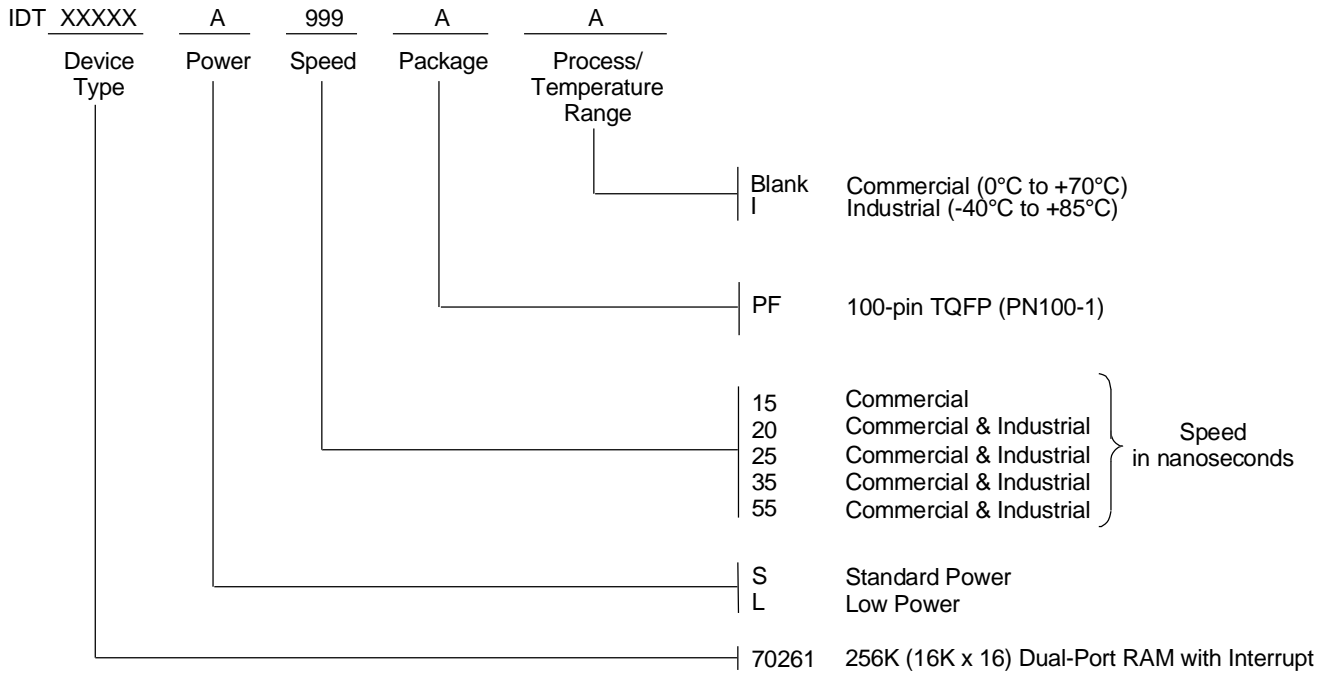 IDT XXXXX A 999 A A
Device Type Power Speed Package Process/ Temperature Range
Blank Commercial (0°C to +70°C)
I Industrial (-40°C to +85°C)
PF 100-pin TQFP (PN100-1)
15 Commercial
20 Commercial & Industrial
25 Commercial & Industrial
35 Commercial & Industrial
55 Commercial & Industrial
Speed
in nanoseconds
S Standard Power
L Low Power
70261 256K (16K x 16) Dual-Port RAM with Interrupt